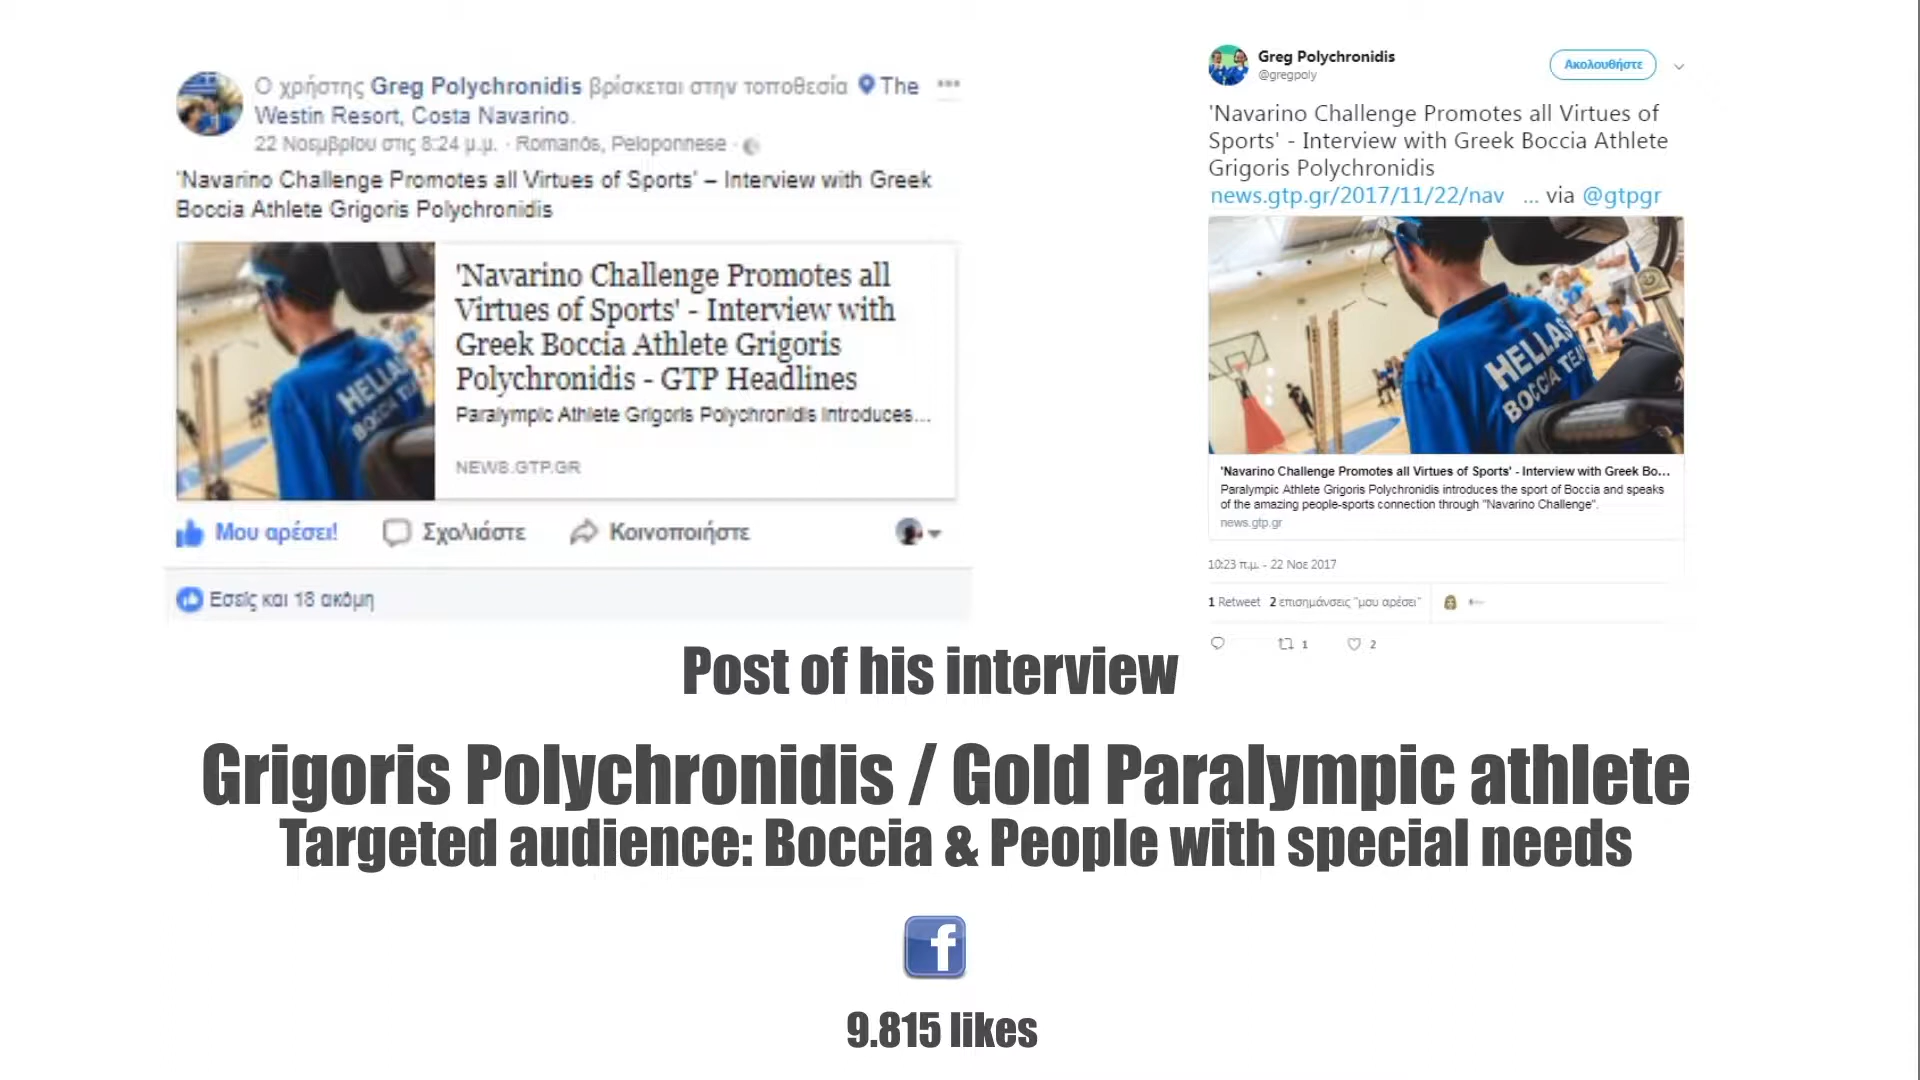 Ο χρήστης Greg Polychronidis βρίσκεται στην τοποθεσία The
Westin Resort, Costa Navarino.
22 Νοεμβρίου στις 8:24 μ.μ. · Romanós, Peloponnese ·
'Navarino Challenge Promotes all Virtues of Sports' – Interview with Greek
Boccia Athlete Grigoris Polychronidis
HELLAS
BOCCIA TEAM
'Navarino Challenge Promotes all
Virtues of Sports' - Interview with
Greek Boccia Athlete Grigoris
Polychronidis - GTP Headlines
Paralympic Athlete Grigoris Polychronidis introduces...
NEWS.GTP.GR
Μου αρέσει! Σχολιάστε Κοινοποιήστε
Εσείς και 18 ακόμη
Greg Polychronidis
@gregpoly
Ακολουθήστε
'Navarino Challenge Promotes all Virtues of
Sports' - Interview with Greek Boccia Athlete
Grigoris Polychronidis
news.gtp.gr/2017/11/22/nav ... via @gtpgr
HELLAS
BOCCIA TEA
'Navarino Challenge Promotes all Virtues of Sports' - Interview with Greek Bo...
Paralympic Athlete Grigoris Polychronidis introduces the sport of Boccia and speaks
of the amazing people-sports connection through "Navarino Challenge".
news.gtp.gr
10:23 π.μ. - 22 Νοε 2017
1 Retweet 2 επισημάνσεις "μου αρέσει"
1 2
Post of his interview
Grigoris Polychronidis / Gold Paralympic athlete
Targeted audience: Boccia & People with special needs
f
9.815 likes